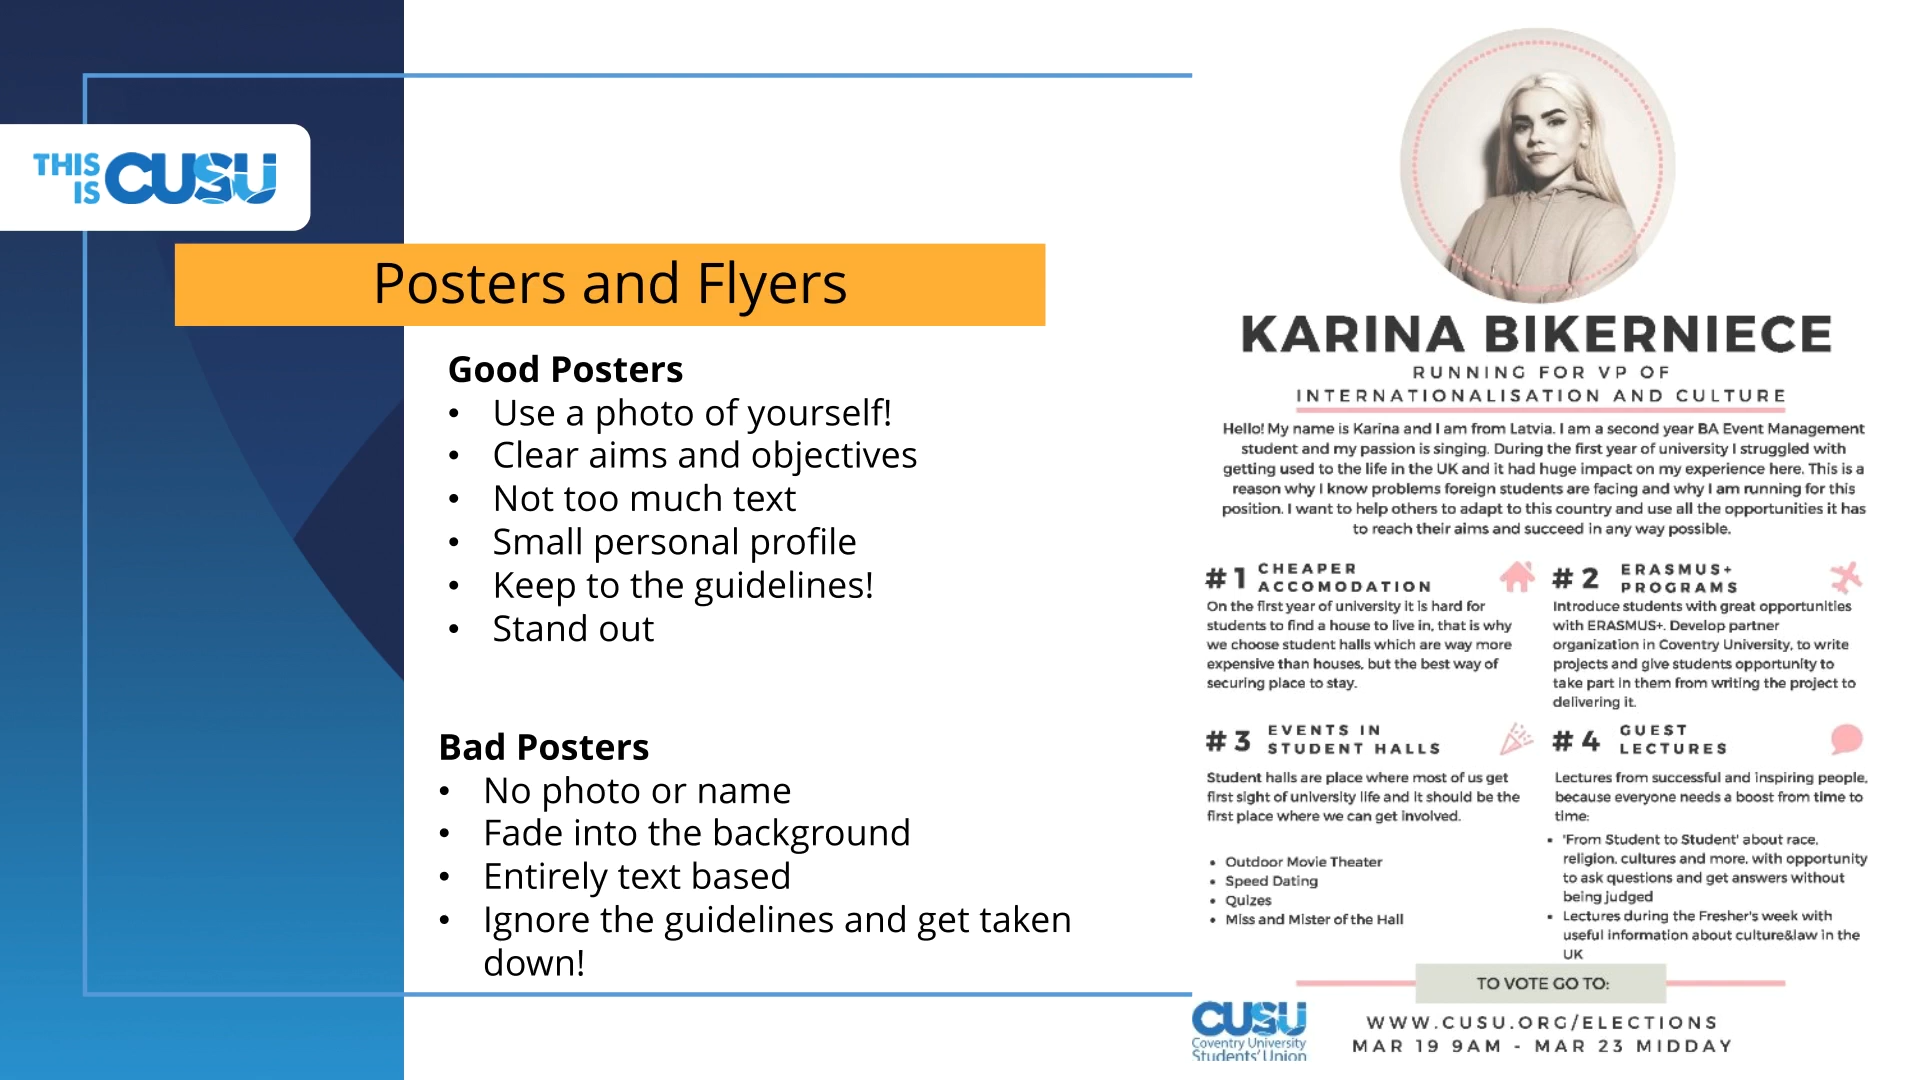 THIS
IS CUSU
Posters and Flyers
Good Posters
• Use a photo of yourself!
• Clear aims and objectives
• Not too much text
• Small personal profile
• Keep to the guidelines!
• Stand out
Bad Posters
• No photo or name
• Fade into the background
• Entirely text based
• Ignore the guidelines and get taken
down!
KARINA BIKERNIECE
RUNNING FOR VP OF
INTERNATIONALISATION AND CULTURE
Hello! My name is Karina and I am from Latvia. I am a second year BA Event Management
student and my passion is singing. During the first year of university I struggled with
getting used to the life in the UK and it had huge impact on my experience here. This is a
reason why I know problems foreign students are facing and why I am running for this
position. I want to help others to adapt to this country and use all the opportunities it has
to reach their aims and succeed in any way possible.
#1 CHEAPER
ACCOMODATION
On the first year of university it is hard for
students to find a house to live in, that is why
we choose student halls which are way more
expensive than houses, but the best way of
securing place to stay.
#2 ERASMUS+
PROGRAMS
Introduce students with great opportunities
with ERASMUS+. Develop partner
organization in Coventry University, to write
projects and give students opportunity to
take part in them from writing the project to
delivering it.
#3 EVENTS IN
STUDENT HALLS
Student halls are place where most of us get
first sight of university life and it should be the
first place where we can get involved.
• Outdoor Movie Theater
• Speed Dating
• Quizes
• Miss and Mister of the Hall
#4 GUEST
LECTURES
Lectures from successful and inspiring people,
because everyone needs a boost from time to
time:
• 'From Student to Student' about race,
religion, cultures and more, with opportunity
to ask questions and get answers without
being judged
• Lectures during the Fresher's week with
useful information about culture&law in the
UK
TO VOTE GO TO:
WWW.CUSU.ORG/ELECTIONS
MAR 19 9AM - MAR 23 MIDDAY
CUSU
Coventry University
Students' Union